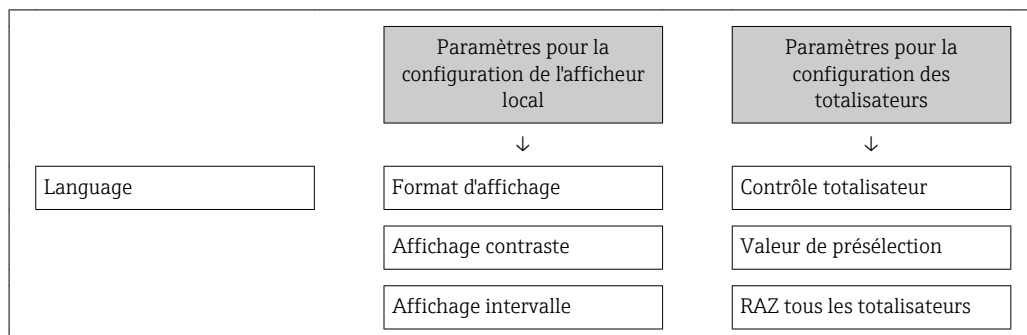 Paramètres pour la
configuration de l'afficheur
local
Paramètres pour la
configuration des
totalisateurs
↓
↓
Language
Format d'affichage
Contrôle totalisateur
Affichage contraste
Valeur de présélection
Affichage intervalle
RAZ tous les totalisateurs